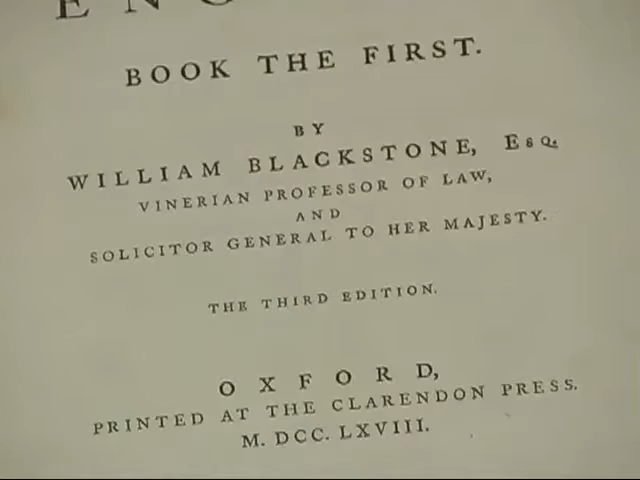 BOOK THE FIRST.
BY
WILLIAM BLACKSTONE, ESQ.
VINERIAN PROFESSOR OF LAW,
AND
SOLICITOR GENERAL TO HER MAJESTY.
THE THIRD EDITION.
OXFORD,
PRINTED AT THE CLARENDON PRESS.
M. DCC. LXVIII.